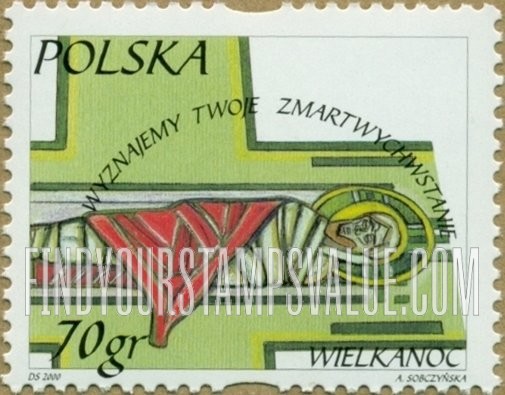 POLSKA
WYZNAJEMY TWOJE ZMARTWYCHWSTANIE
FINDYOURSTAMPSVALUE.COM
70gr
WIELKANOC
DS 2000
A. SOBCZYŃSKA